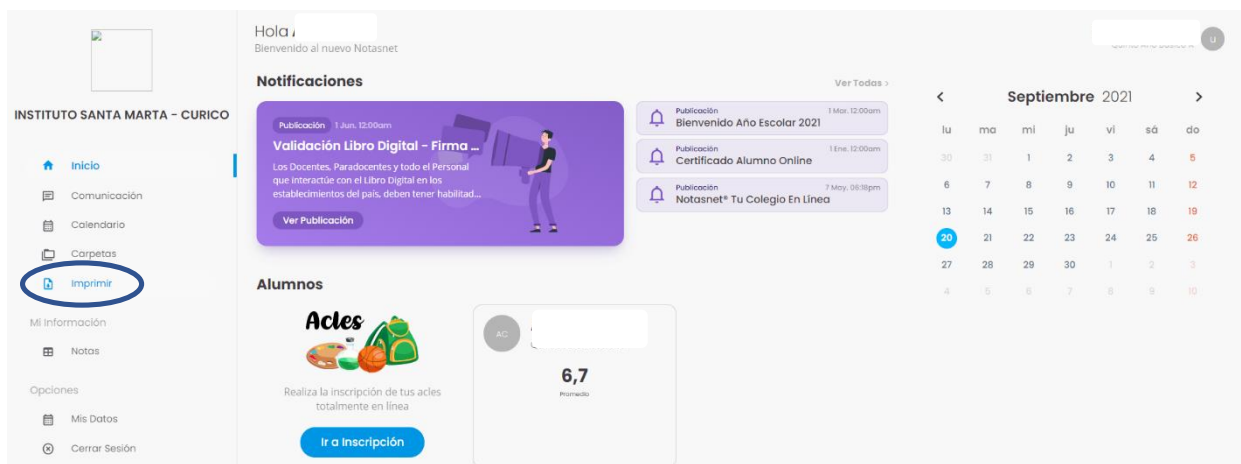 INSTITUTO SANTA MARTA - CURICO
Inicio
Comunicación
Calendario
Carpetas
Imprimir
Mi Información
Notas
Opciones
Mis Datos
Cerrar Sesión
Hola
Bienvenido al nuevo Notasnet
Notificaciones
Ver Todas >
Publicación 1 Jun. 12:00am
Validación Libro Digital - Firma ...
Los Docentes, Paradocentes y todo el Personal
que interactúe con el Libro Digital en los
establecimientos del país, deben tener habilitad...
Ver Publicación
Publicación 1 Mar. 12:00am
Bienvenido Año Escolar 2021
Publicación 1 Ene. 12:00am
Certificado Alumno Online
Publicación 7 May. 06:18pm
Notasnet® Tu Colegio En Línea
Alumnos
Acles
Realiza la inscripción de tus acles
totalmente en línea
Ir a Inscripción
AC
6,7
Promedio
u
< Septiembre 2021 >
lu ma mi ju vi sá do
30 31 1 2 3 4 5
6 7 8 9 10 11 12
13 14 15 16 17 18 19
20 21 22 23 24 25 26
27 28 29 30 1 2 3
4 5 6 7 8 9 10